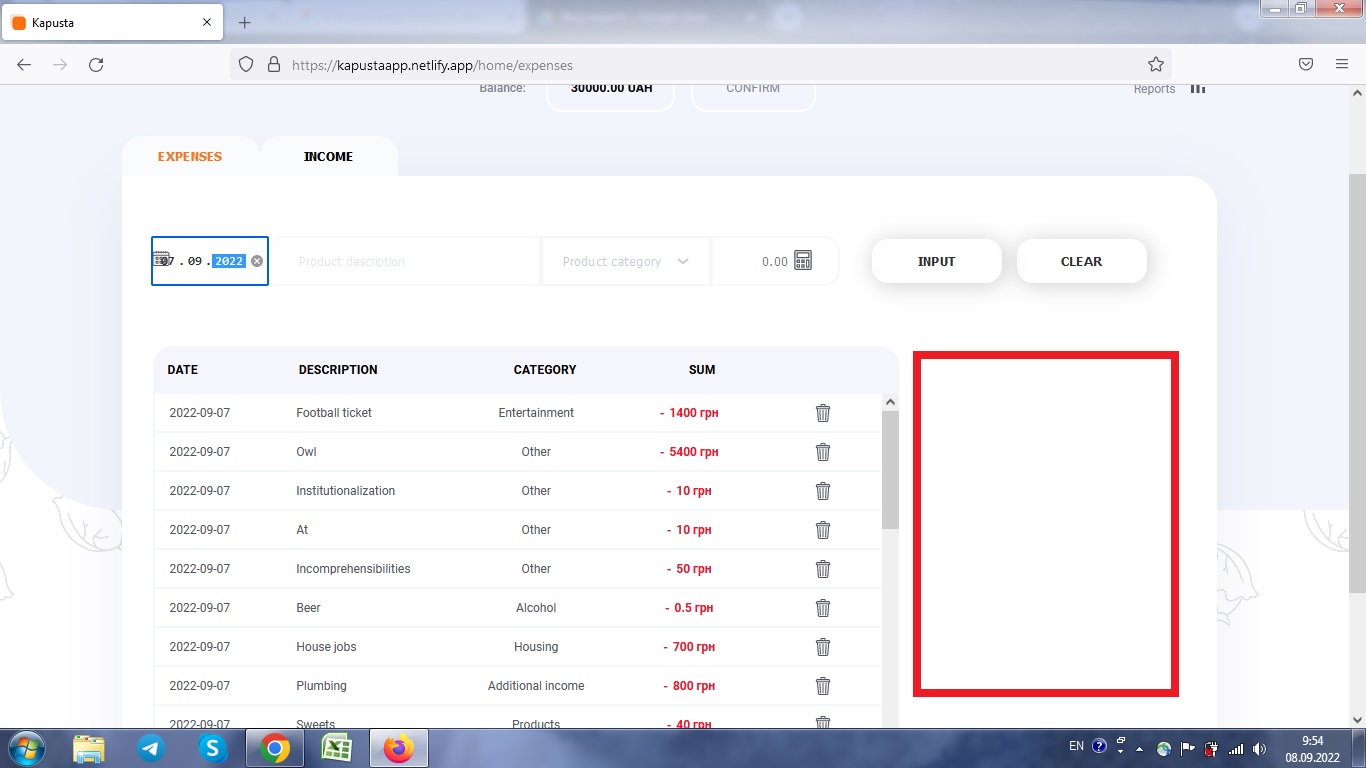 Kapusta
https://kapustaapp.netlify.app/home/expenses
Balance: 30000.00 UAH CONFIRM Reports
EXPENSES INCOME
07.09.2022 Product description Product category 0.00 INPUT CLEAR
DATE DESCRIPTION CATEGORY SUM
2022-09-07 Football ticket Entertainment - 1400 грн
2022-09-07 Owl Other - 5400 грн
2022-09-07 Institutionalization Other - 10 грн
2022-09-07 At Other - 10 грн
2022-09-07 Incomprehensibilities Other - 50 грн
2022-09-07 Beer Alcohol - 0.5 грн
2022-09-07 House jobs Housing - 700 грн
2022-09-07 Plumbing Additional income - 800 грн
2022-09-07 Sweets Products - 40 грн
EN 9:54
08.09.2022